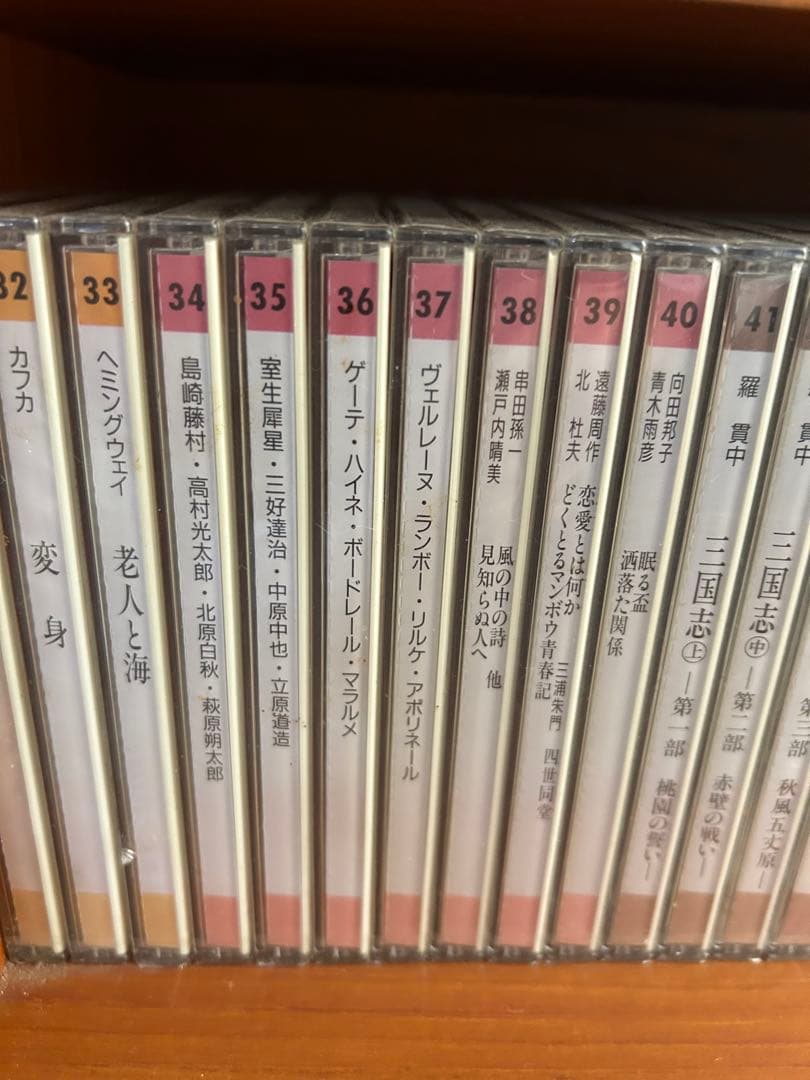 32
カフカ
変身
33
ヘミングウェイ
老人と海
34
島崎藤村・高村光太郎・北原白秋・萩原朔太郎
35
室生犀星・三好達治・中原中也・立原道造
36
ゲーテ・ハイネ・ボードレール・マラルメ
37
ヴェルレーヌ・ランボー・リルケ・アポリネール
38
串田孫一
瀬戸内晴美
風の中の詩 他
見知らぬ人へ
39
遠藤周作
北 杜夫
恋愛とは何か
どくとるマンボウ青春記
三浦朱門 四世同堂
40
向田邦子
青木雨彦
眠る盃
洒落た関係
41
羅 貫中
三国志㊤―第一部 桃園の誓い―
貫中
三国志㊥―第二部 赤壁の戦い―
第三部 秋風五丈原―